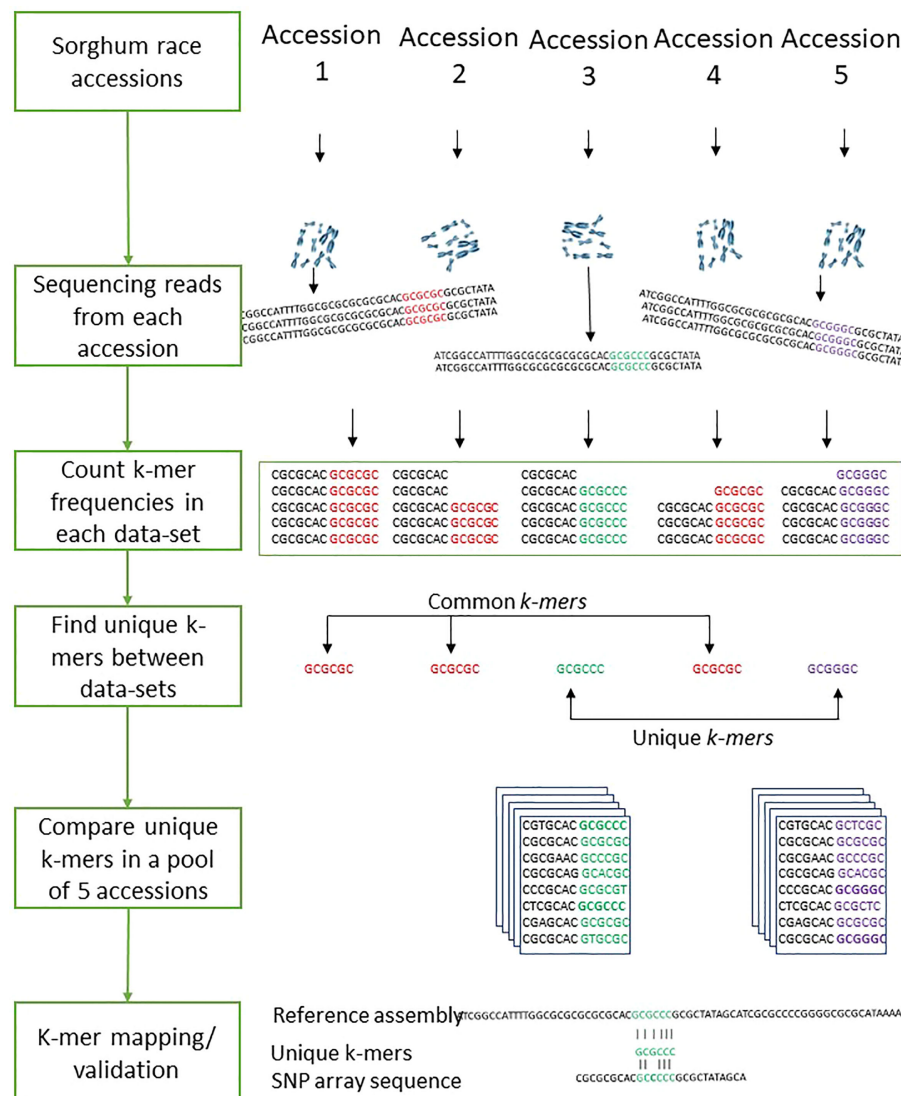 Sorghum race
accessions
Accession
1
Accession
2
Accession
3
Accession
4
Accession
5
Sequencing reads
from each
accession
CGGCCATTTTGGCGCGCGCGCGCACGCGCGCGCGCTATA
CGGCCATTTTGGCGCGCGCGCGCACGCGCGCGCGCTATA
CGGCCATTTTGGCGCGCGCGCGCACGCGCGCGCGCTATA
ATCGGCCATTTTGGCGCGCGCGCGCACGCGCCCGCGCTATA
ATCGGCCATTTTGGCGCGCGCGCGCACGCGCCCGCGCTATA
ATCGGCCATTTTGGCGCGCGCGCGCACGCGGGCGCGCTATA
ATCGGCCATTTTGGCGCGCGCGCGCACGCGGGCGCGCTATA
ATCGGCCATTTTGGCGCGCGCGCGCACGCGGGCGCGCTATA
Count k-mer
frequencies in
each data-set
CGCGCAC GCGCGC CGCGCAC CGCGCAC GCGGGC
CGCGCAC GCGCGC CGCGCAC CGCGCAC GCGCCC GCGCGC CGCGCAC GCGGGC
CGCGCAC GCGCGC CGCGCAC GCGCGC CGCGCAC GCGCCC CGCGCAC GCGCGC CGCGCAC GCGGGC
CGCGCAC GCGCGC CGCGCAC GCGCGC CGCGCAC GCGCCC CGCGCAC GCGCGC CGCGCAC GCGGGC
CGCGCAC GCGCGC CGCGCAC GCGCGC CGCGCAC GCGCCC CGCGCAC GCGCGC CGCGCAC GCGGGC
Find unique k-
mers between
data-sets
Common k-mers
GCGCGC GCGCGC GCGCCC GCGCGC GCGGGC
Unique k-mers
Compare unique
k-mers in a pool
of 5 accessions
CGTGCAC GCGCCC
CGCGCAC GCGCGC
CGCGAAC GCCCGC
CGCGCAG GCACGC
CCCGCAC GCGCGT
CTCGCAC GCGCCC
CGAGCAC GCGCGC
CGCGCAC GTGCGC
CGTGCAC GCTCGC
CGCGCAC GCGCGC
CGCGAAC GCCCGC
CGCGCAG GCACGC
CCCGCAC GCGGGC
CTCGCAC GCGCTC
CGAGCAC GCGCGC
CGCGCAC GCGGGC
K-mer mapping/
validation
Reference assembly ATCGGCCATTTTGGCGCGCGCGCGCACGCGCCCGCGCTATAGCATCGCGCCCCGGGGCGCGCATAAAA
Unique k-mers GCGCCC
SNP array sequence CGCGCGCACGCCCCCGCGCTATAGCA